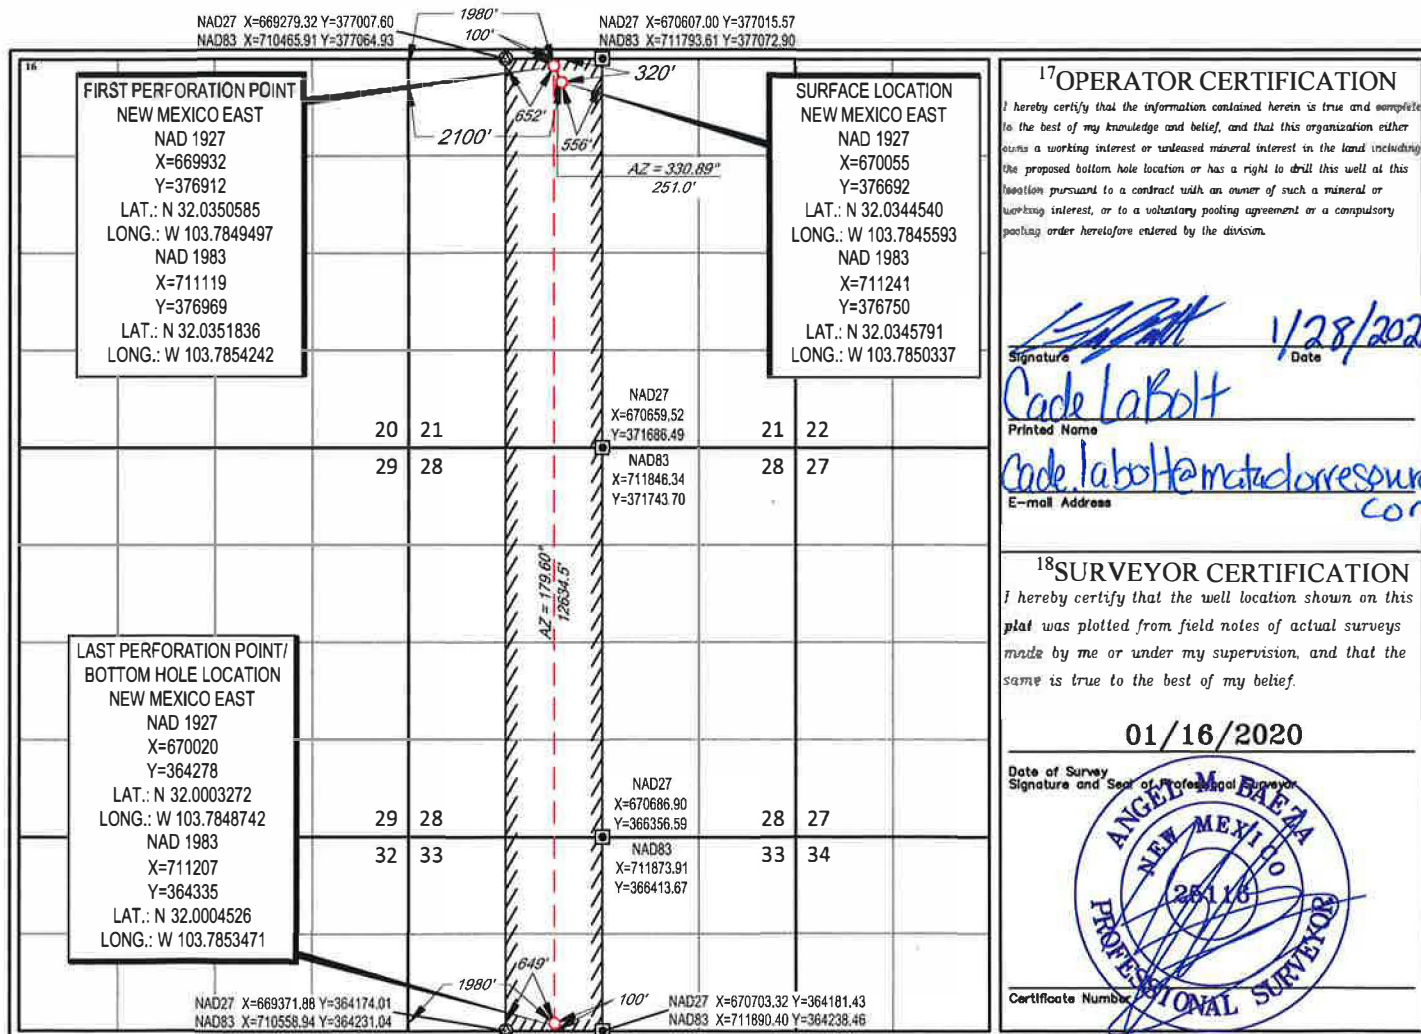 NAD27 X=669279.32 Y=377007.60
NAD83 X=710465.91 Y=377064.93
1980'
100'
NAD27 X=670607.00 Y=377015.57
NAD83 X=711793.61 Y=377072.90
16
320'
652'
2100'
556'
AZ = 330.89°
251.0'
FIRST PERFORATION POINT
NEW MEXICO EAST
NAD 1927
X=669932
Y=376912
LAT.: N 32.0350585
LONG.: W 103.7849497
NAD 1983
X=711119
Y=376969
LAT.: N 32.0351836
LONG.: W 103.7854242
SURFACE LOCATION
NEW MEXICO EAST
NAD 1927
X=670055
Y=376692
LAT.: N 32.0344540
LONG.: W 103.7845593
NAD 1983
X=711241
Y=376750
LAT.: N 32.0345791
LONG.: W 103.7850337
NAD27
X=670659.52
Y=371686.49
20 21
21 22
29 28
28 27
NAD83
X=711846.34
Y=371743.70
AZ = 179.60°
12634.5'
LAST PERFORATION POINT/
BOTTOM HOLE LOCATION
NEW MEXICO EAST
NAD 1927
X=670020
Y=364278
LAT.: N 32.0003272
LONG.: W 103.7848742
NAD 1983
X=711207
Y=364335
LAT.: N 32.0004526
LONG.: W 103.7853471
NAD27
X=670686.90
Y=366356.59
29 28
28 27
32 33
33 34
NAD83
X=711873.91
Y=366413.67
649'
1980'
100'
NAD27 X=669371.88 Y=364174.01
NAD83 X=710558.94 Y=364231.04
NAD27 X=670703.32 Y=364181.43
NAD83 X=711890.40 Y=364238.46
17 OPERATOR CERTIFICATION
I hereby certify that the information contained herein is true and complete
to the best of my knowledge and belief, and that this organization either
owns a working interest or unleased mineral interest in the land including
the proposed bottom hole location or has a right to drill this well at this
location pursuant to a contract with an owner of such a mineral or
working interest, or to a voluntary pooling agreement or a compulsory
pooling order heretofore entered by the division.
1/28/202
Signature Date
Cade LaBolt
Printed Name
Cade.labolt@matadorresour
com
E-mail Address
18 SURVEYOR CERTIFICATION
I hereby certify that the well location shown on this
plat was plotted from field notes of actual surveys
made by me or under my supervision, and that the
same is true to the best of my belief.
01/16/2020
Date of Survey
Signature and Seal of Professional Surveyor
ANGEL M. BAEZA
NEW MEXICO
25116
PROFESSIONAL SURVEYOR
Certificate Number